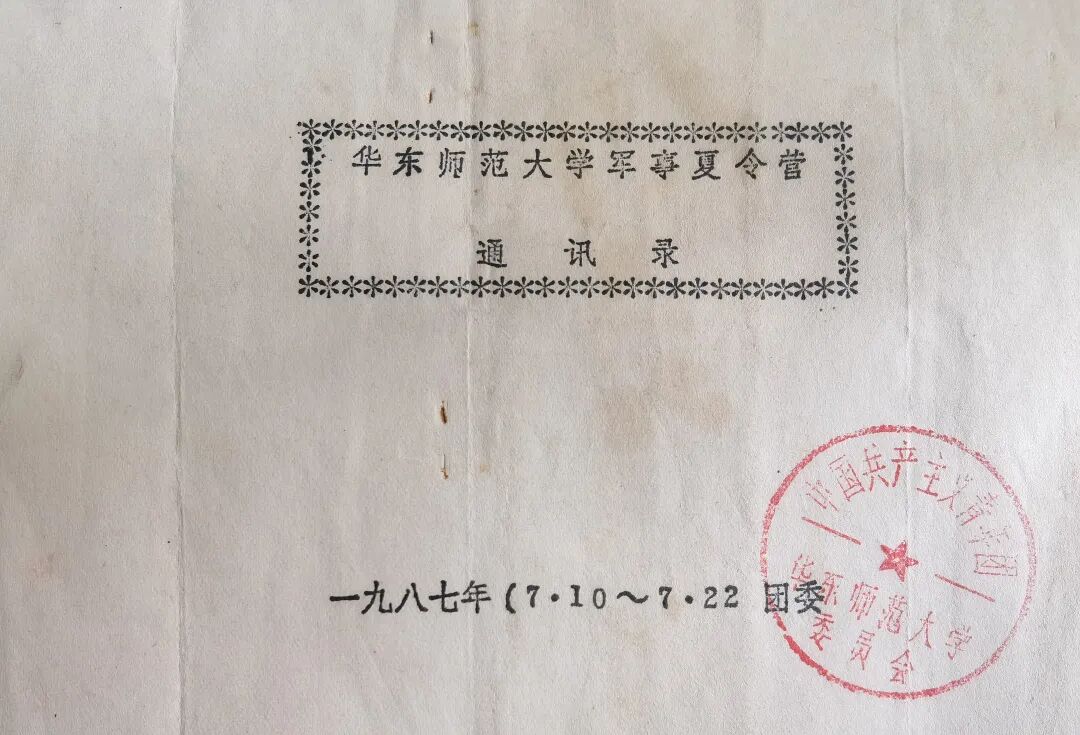 华东师范大学军事夏令营
通讯录
一九八七年(7·10～7·22 团委
中国共产主义青年团
华东师范大学
委员会